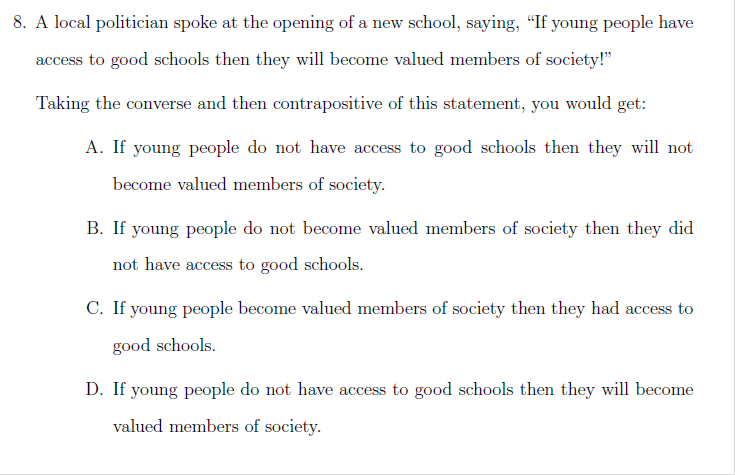 8. A local politician spoke at the opening of a new school, saying, “If young people have
access to good schools then they will become valued members of society!”
Taking the converse and then contrapositive of this statement, you would get:
A. If young people do not have access to good schools then they will not
become valued members of society.
B. If young people do not become valued members of society then they did
not have access to good schools.
C. If young people become valued members of society then they had access to
good schools.
D. If young people do not have access to good schools then they will become
valued members of society.